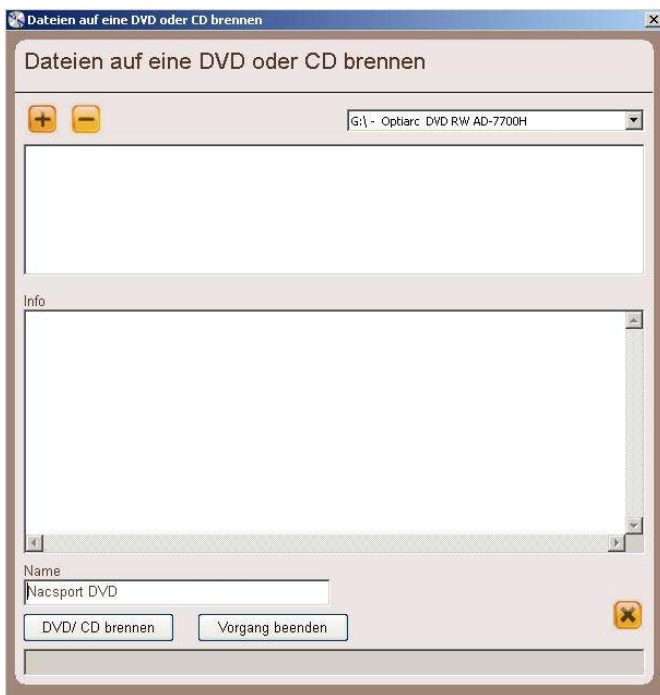 Dateien auf eine DVD oder CD brennen
Dateien auf eine DVD oder CD brennen
G:\ - Optiarc DVD RW AD-7700H
Info
Name
Nacsport DVD
DVD/ CD brennen
Vorgang beenden